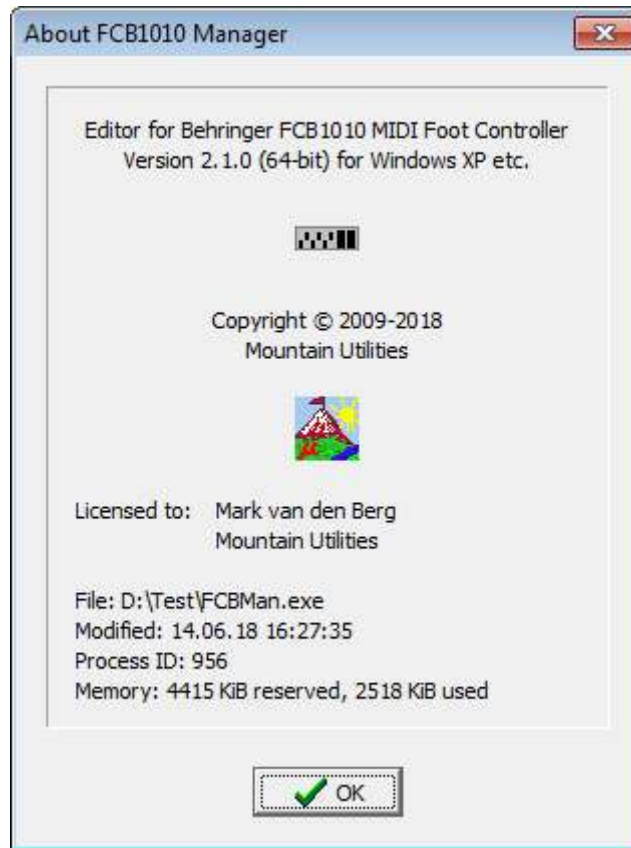 About FCB1010 Manager
Editor for Behringer FCB1010 MIDI Foot Controller
Version 2.1.0 (64-bit) for Windows XP etc.
Copyright © 2009-2018
Mountain Utilities
Licensed to: Mark van den Berg
Mountain Utilities
File: D:\Test\FCBMan.exe
Modified: 14.06.18 16:27:35
Process ID: 956
Memory: 4415 KiB reserved, 2518 KiB used
OK